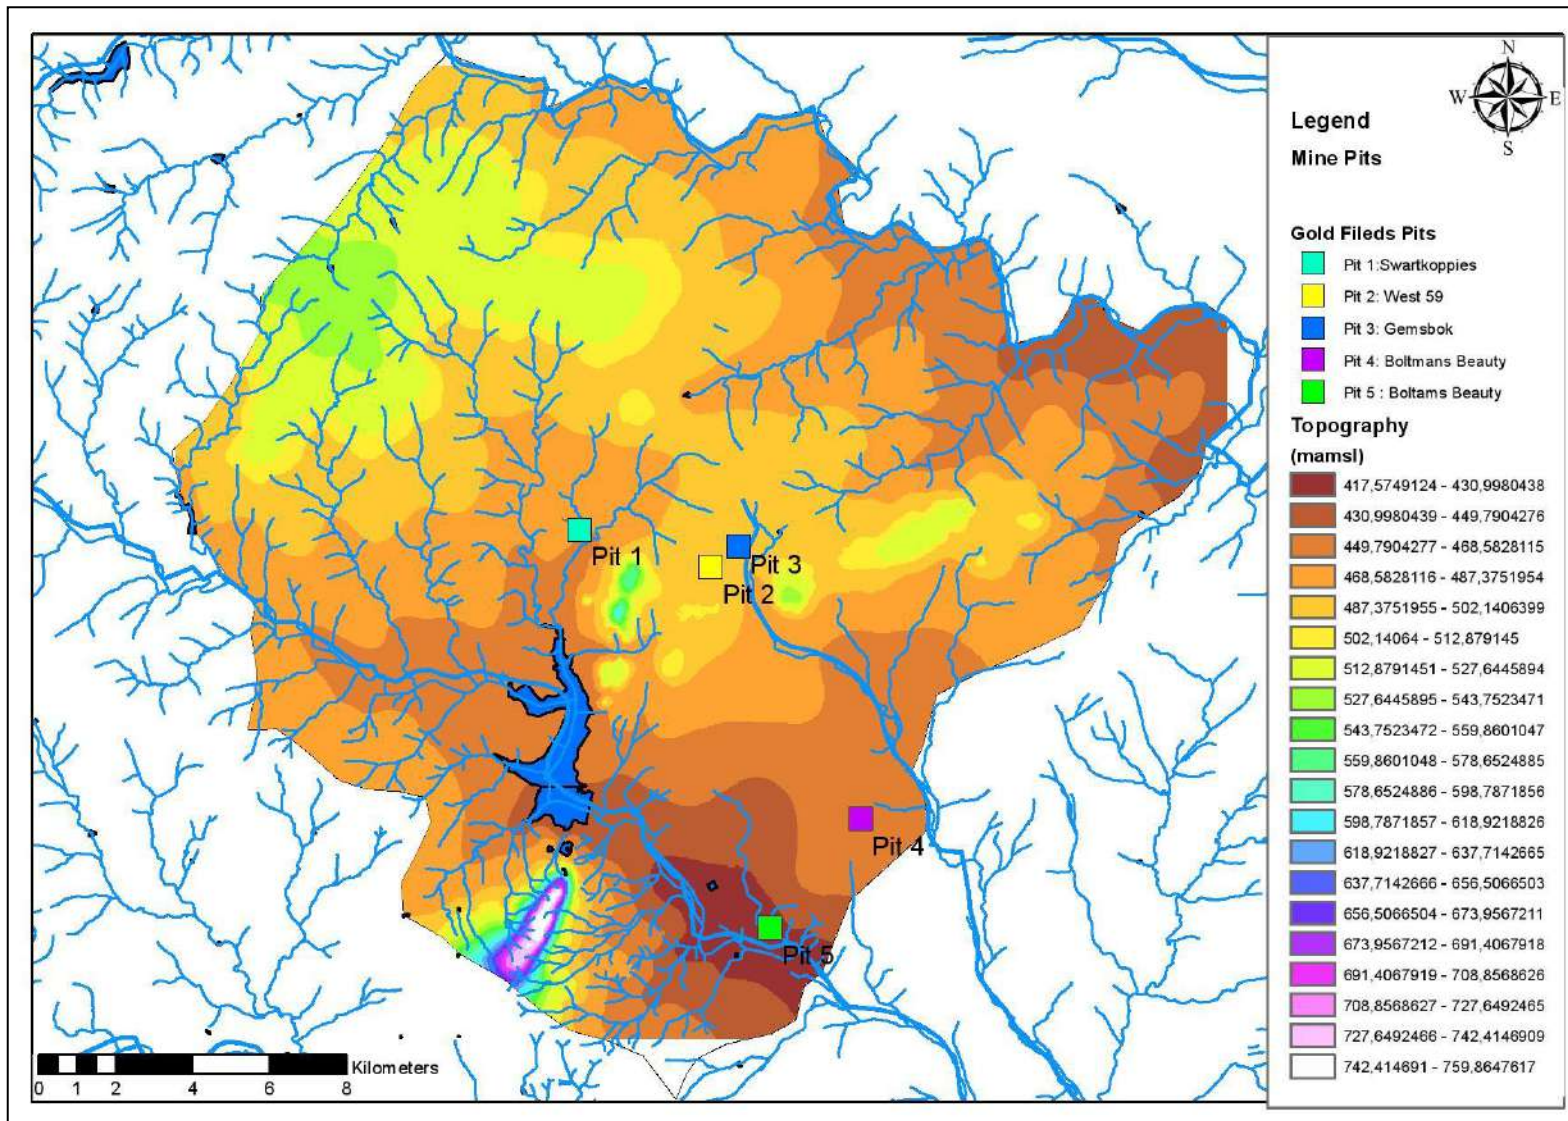 N
W E
S
Legend
Mine Pits
Gold Fileds Pits
Pit 1:Swartkoppies
Pit 2: West 59
Pit 3: Gemsbok
Pit 4: Boltmans Beauty
Pit 5 : Boltams Beauty
Topography
(mamsl)
417,5749124 - 430,9980438
430,9980439 - 449,7904276
449,7904277 - 468,5828115
468,5828116 - 487,3751954
487,3751955 - 502,1406399
502,14064 - 512,879145
512,8791451 - 527,6445894
527,6445895 - 543,7523471
543,7523472 - 559,8601047
559,8601048 - 578,6524885
578,6524886 - 598,7871856
598,7871857 - 618,9218826
618,9218827 - 637,7142665
637,7142666 - 656,5066503
656,5066504 - 673,9567211
673,9567212 - 691,4067918
691,4067919 - 708,8568626
708,8568627 - 727,6492465
727,6492466 - 742,4146909
742,414691 - 759,8647617
Pit 1
Pit 3
Pit 2
Pit 4
Pit 5
Kilometers
0 1 2 4 6 8